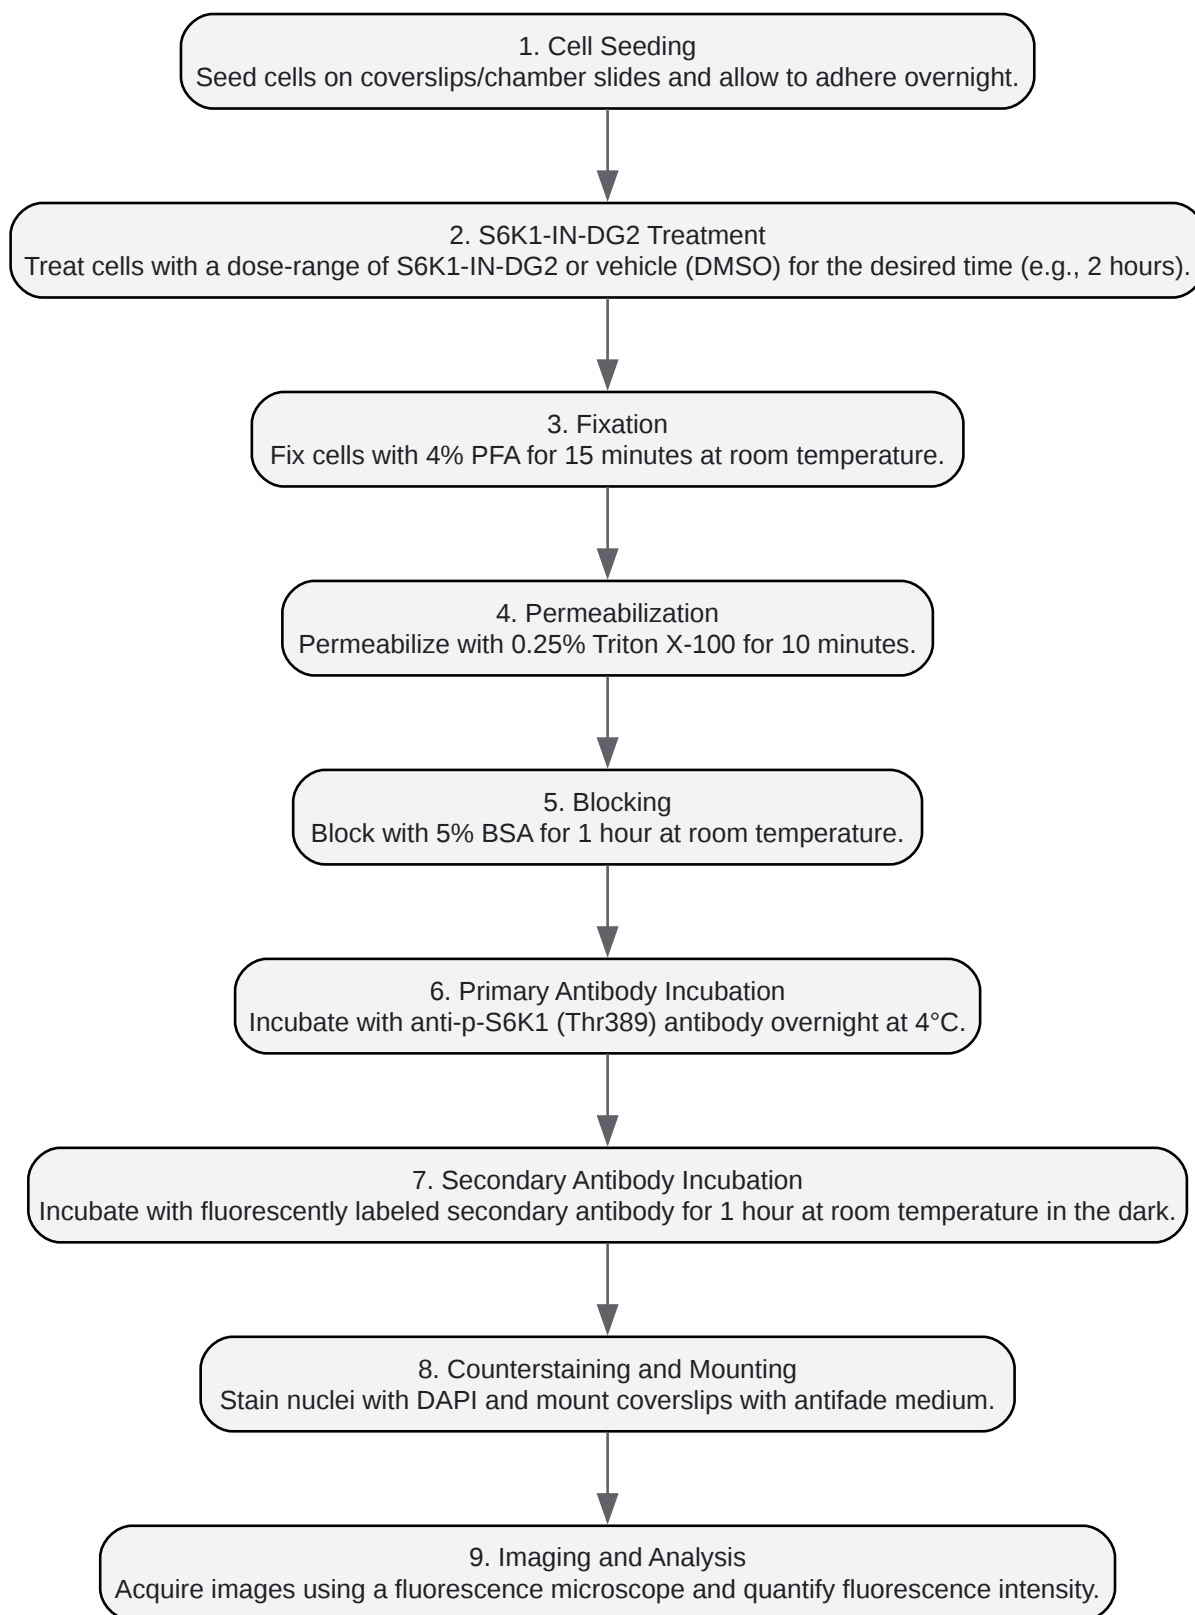 1. Cell Seeding
Seed cells on coverslips/chamber slides and allow to adhere overnight.
2. S6K1-IN-DG2 Treatment
Treat cells with a dose-range of S6K1-IN-DG2 or vehicle (DMSO) for the desired time (e.g., 2 hours).
3. Fixation
Fix cells with 4% PFA for 15 minutes at room temperature.
4. Permeabilization
Permeabilize with 0.25% Triton X-100 for 10 minutes.
5. Blocking
Block with 5% BSA for 1 hour at room temperature.
6. Primary Antibody Incubation
Incubate with anti-p-S6K1 (Thr389) antibody overnight at 4°C.
7. Secondary Antibody Incubation
Incubate with fluorescently labeled secondary antibody for 1 hour at room temperature in the dark.
8. Counterstaining and Mounting
Stain nuclei with DAPI and mount coverslips with antifade medium.
9. Imaging and Analysis
Acquire images using a fluorescence microscope and quantify fluorescence intensity.